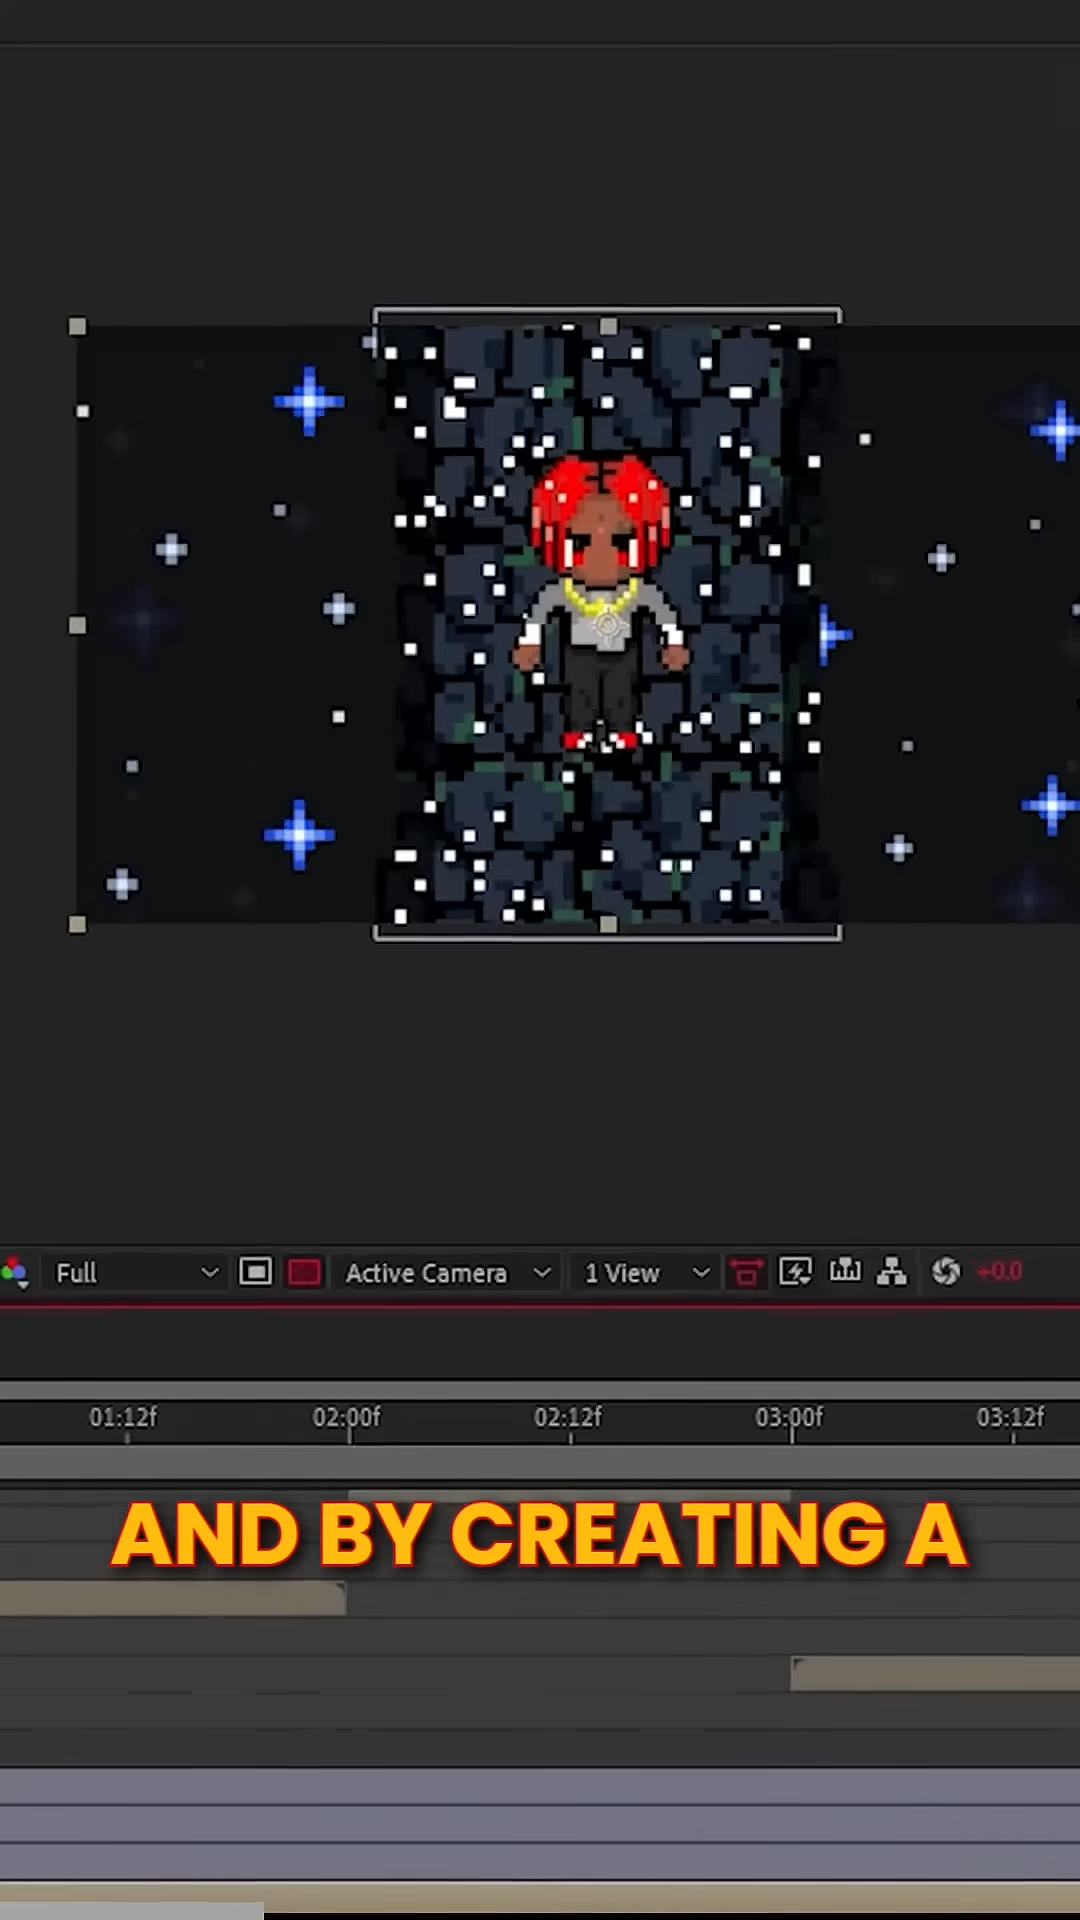 Full Active Camera 1 View +0.0
01:12f 02:00f 02:12f 03:00f 03:12f
AND BY CREATING A